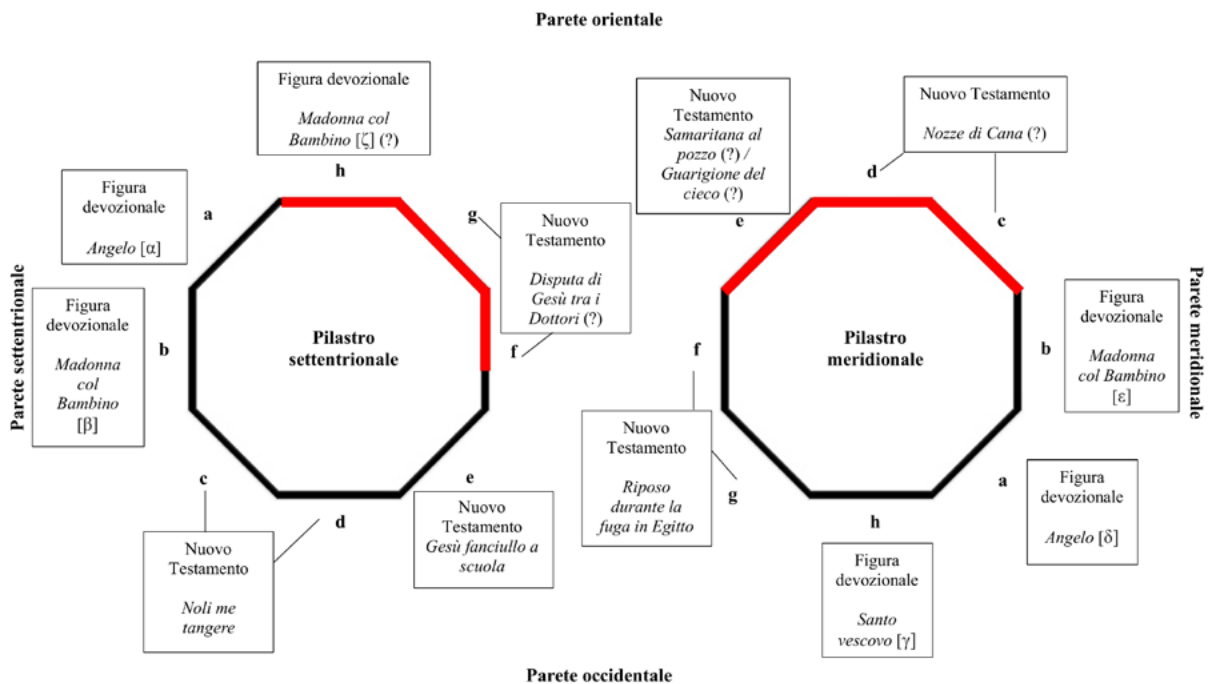 Parete orientale
Figura devozionale
Madonna col
Bambino [ζ] (?)
h
Nuovo
Testamento
Samaritana al
pozzo (?) /
Guarigione del
cieco (?)
e
Nuovo Testamento
Nozze di Cana (?)
d
c
Figura
devozionale
Angelo [α]
a
g
Nuovo
Testamento
Disputa di
Gesù tra i
Dottori (?)
f
Parete settentrionale
Figura
devozionale
Madonna
col
Bambino
[β]
b
Pilastro
settentrionale
Pilastro
meridionale
f
b
Figura
devozionale
Madonna
col Bambino
[ε]
Parete meridionale
c
Nuovo
Testamento
Noli me
tangere
d
e
Nuovo
Testamento
Gesù fanciullo a
scuola
Nuovo
Testamento
Riposo
durante la
fuga in Egitto
g
h
Figura
devozionale
Santo
vescovo [γ]
a
Figura
devozionale
Angelo [δ]
Parete occidentale